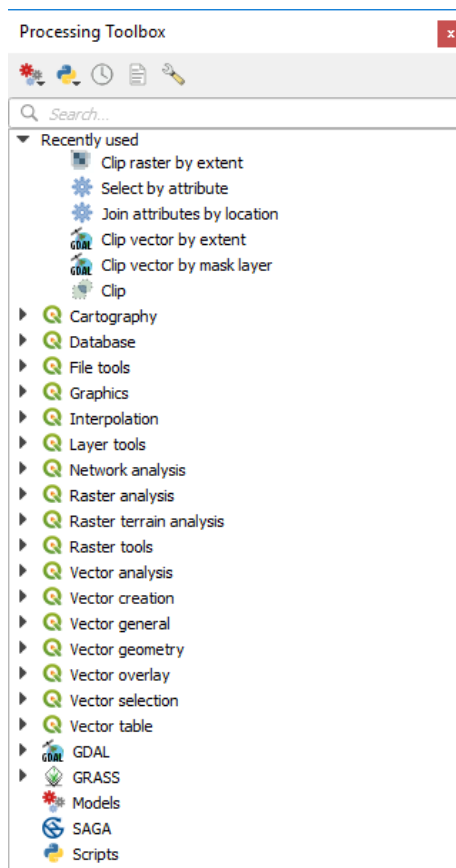 Processing Toolbox
x
Search...
Recently used
Clip raster by extent
Select by attribute
Join attributes by location
GDAL Clip vector by extent
GDAL Clip vector by mask layer
Clip
Cartography
Database
File tools
Graphics
Interpolation
Layer tools
Network analysis
Raster analysis
Raster terrain analysis
Raster tools
Vector analysis
Vector creation
Vector general
Vector geometry
Vector overlay
Vector selection
Vector table
GDAL GDAL
GRASS
Models
SAGA
Scripts